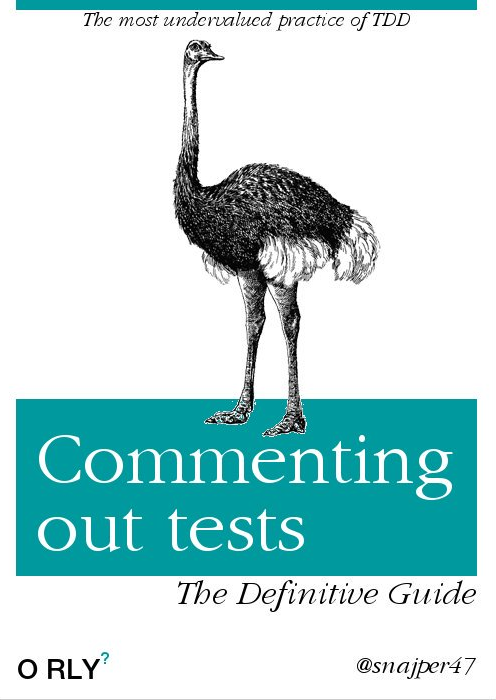 The most undervalued practice of TDD
Commenting
out tests
The Definitive Guide
O RLY?
@snajper47